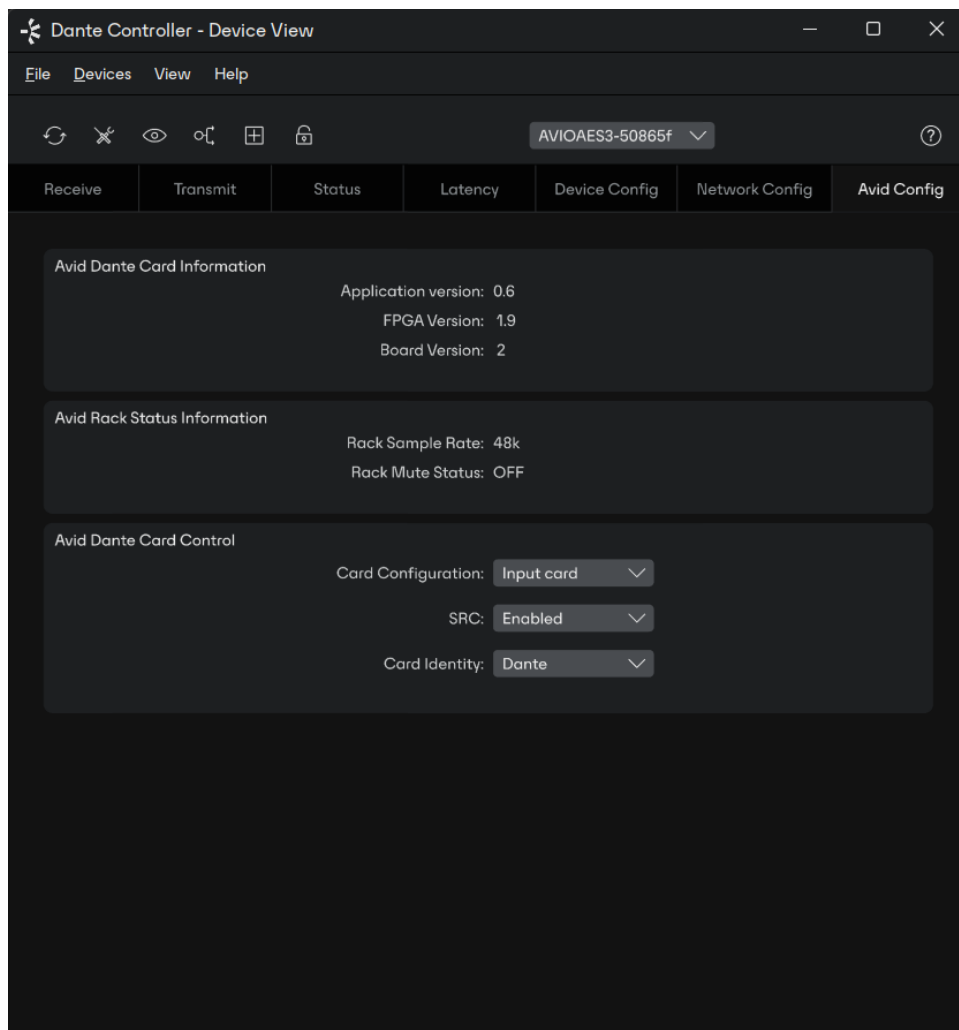 Dante Controller - Device View
File Devices View Help
AVIOAES3-50865f
Receive Transmit Status Latency Device Config Network Config Avid Config
Avid Dante Card Information
Application version: 0.6
FPGA Version: 1.9
Board Version: 2
Avid Rack Status Information
Rack Sample Rate: 48k
Rack Mute Status: OFF
Avid Dante Card Control
Card Configuration: Input card
SRC: Enabled
Card Identity: Dante